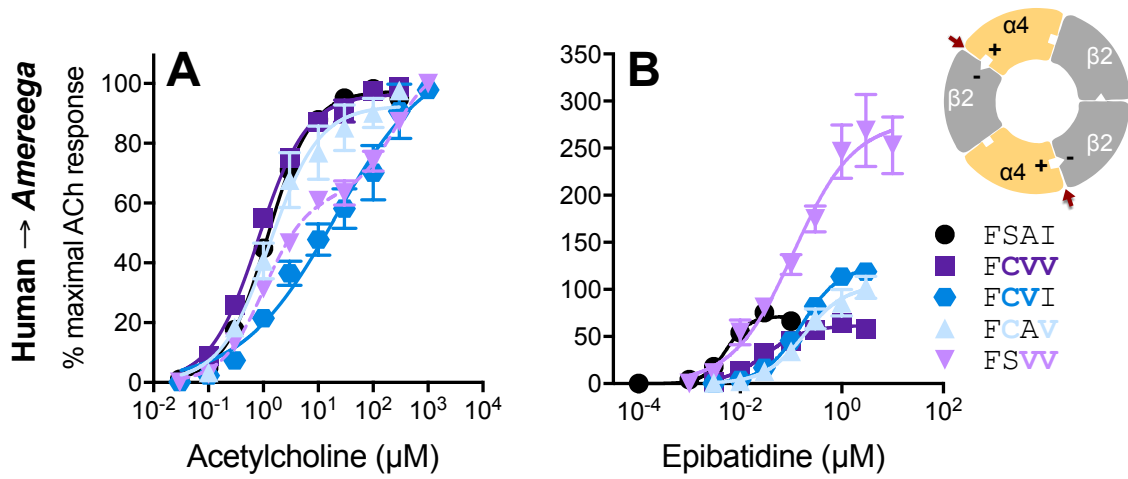 Human → Amereega
A
% maximal ACh response
100
80
60
40
20
0
10⁻² 10⁻¹ 10⁰ 10¹ 10² 10³ 10⁴
Acetylcholine (µM)
B
350
300
250
200
150
100
50
0
10⁻⁴ 10⁻² 10⁰ 10²
Epibatidine (µM)
α4
+
-
β2
β2
β2
α4
+
-
FSAI
FCVV
FCVI
FCAV
FSVV